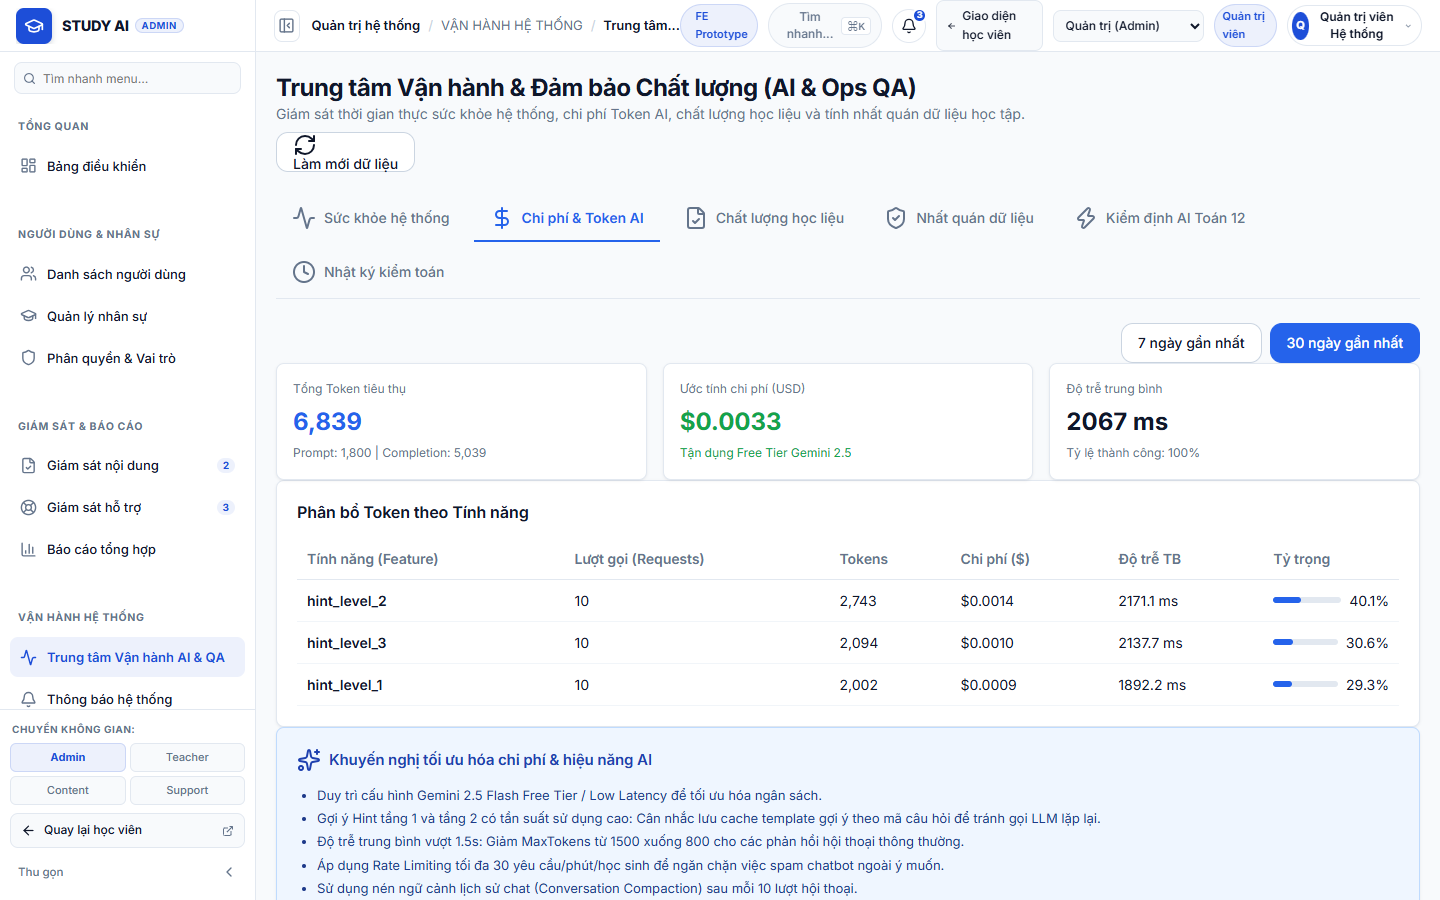 STUDY AI ADMIN
Tìm nhanh menu...
TỔNG QUAN
Bảng điều khiển
NGƯỜI DÙNG & NHÂN SỰ
Danh sách người dùng
Quản lý nhân sự
Phân quyền & Vai trò
GIÁM SÁT & BÁO CÁO
Giám sát nội dung 2
Giám sát hỗ trợ 3
Báo cáo tổng hợp
VẬN HÀNH HỆ THỐNG
Trung tâm Vận hành AI & QA
Thông báo hệ thống
CHUYỂN KHÔNG GIAN:
Admin Teacher
Content Support
Quay lại học viên
Thu gọn
Quản trị hệ thống / VẬN HÀNH HỆ THỐNG / Trung tâm...
FE Prototype
Tìm nhanh... ⌘K
3
← Giao diện học viên
Quản trị (Admin)
Quản trị viên
Q Quản trị viên Hệ thống
Trung tâm Vận hành & Đảm bảo Chất lượng (AI & Ops QA)
Giám sát thời gian thực sức khỏe hệ thống, chi phí Token AI, chất lượng học liệu và tính nhất quán dữ liệu học tập.
Làm mới dữ liệu
Sức khỏe hệ thống Chi phí & Token AI Chất lượng học liệu Nhất quán dữ liệu Kiểm định AI Toán 12
Nhật ký kiểm toán
7 ngày gần nhất 30 ngày gần nhất
Tổng Token tiêu thụ
6,839
Prompt: 1,800 | Completion: 5,039
Ước tính chi phí (USD)
$0.0033
Tận dụng Free Tier Gemini 2.5
Độ trễ trung bình
2067 ms
Tỷ lệ thành công: 100%
Phân bổ Token theo Tính năng
Tính năng (Feature) Lượt gọi (Requests) Tokens Chi phí ($) Độ trễ TB Tỷ trọng
hint_level_2 10 2,743 $0.0014 2171.1 ms 40.1%
hint_level_3 10 2,094 $0.0010 2137.7 ms 30.6%
hint_level_1 10 2,002 $0.0009 1892.2 ms 29.3%
Khuyến nghị tối ưu hóa chi phí & hiệu năng AI
• Duy trì cấu hình Gemini 2.5 Flash Free Tier / Low Latency để tối ưu hóa ngân sách.
• Gợi ý Hint tầng 1 và tầng 2 có tần suất sử dụng cao: Cân nhắc lưu cache template gợi ý theo mã câu hỏi để tránh gọi LLM lặp lại.
• Độ trễ trung bình vượt 1.5s: Giảm MaxTokens từ 1500 xuống 800 cho các phản hồi hội thoại thông thường.
• Áp dụng Rate Limiting tối đa 30 yêu cầu/phút/học sinh để ngăn chặn việc spam chatbot ngoài ý muốn.
• Sử dụng nén ngữ cảnh lịch sử chat (Conversation Compaction) sau mỗi 10 lượt hội thoại.